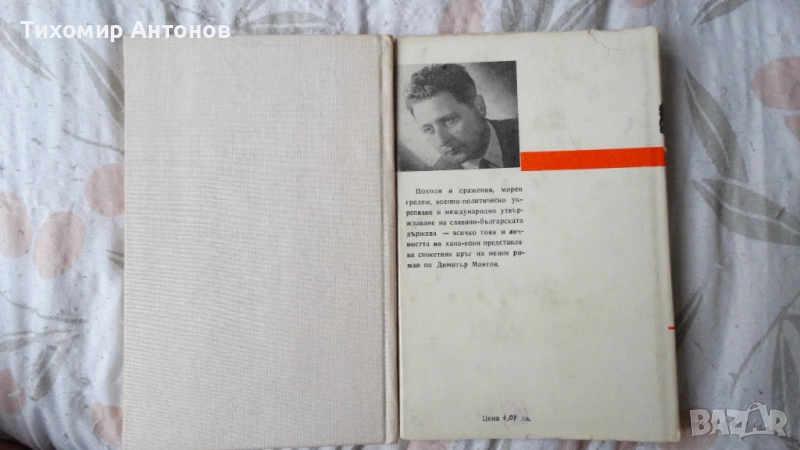 Тихомир Антонов
Походи и сражения, мирен
градеж, военно-политическо ук-
репване и международно утвър-
ждаване на славяно-българската
държава — всичко това и лич-
ността на хана-воин представля-
ва сюжетния кръг на новия ро-
ман на Димитър Мантов.
Цена 1,07 лв.
BAZAR